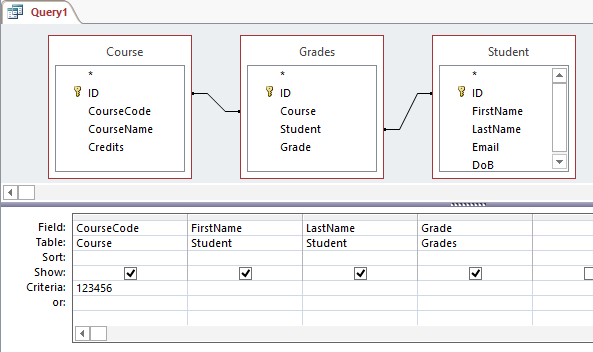 Query1
Course
*
ID
CourseCode
CourseName
Credits
Grades
*
ID
Course
Student
Grade
Student
*
ID
FirstName
LastName
Email
DoB
Field: CourseCode FirstName LastName Grade
Table: Course Student Student Grades
Sort:
Show:
Criteria: 123456
or: